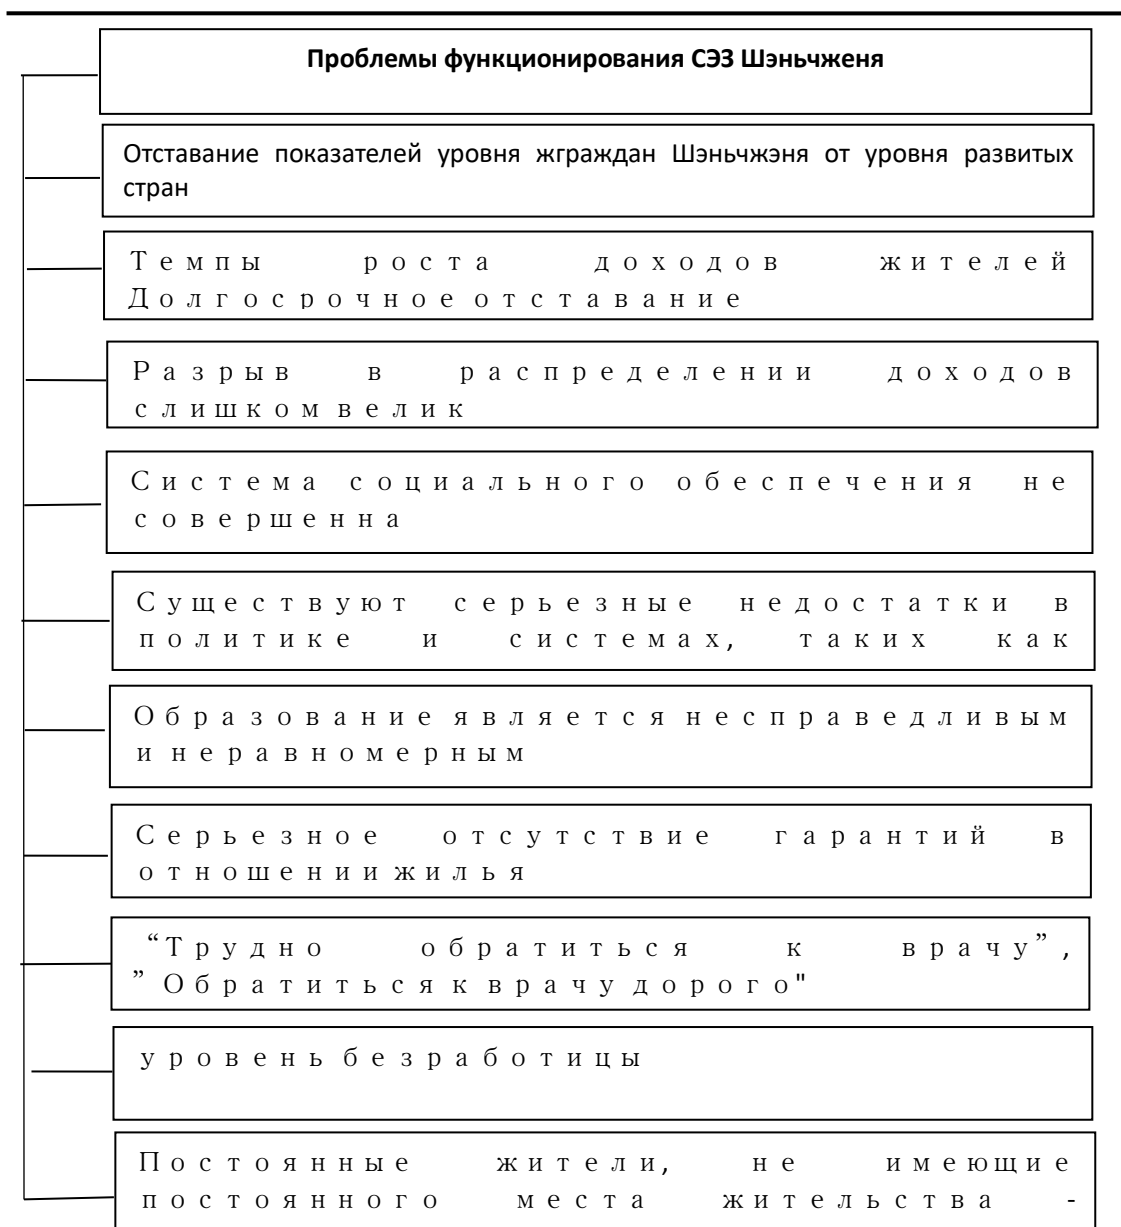 Проблемы функционирования СЭЗ Шэньчженя
Отставание показателей уровня жграждан Шэньчжэня от уровня развитых
стран
Темпы роста доходов жителей
Долгосрочное отставание
Разрыв в распределении доходов
слишком велик
Система социального обеспечения не
совершенна
Существуют серьезные недостатки в
политике и системах, таких как
Образование является несправедливым
и неравномерным
Серьезное отсутствие гарантий в
отношении жилья
“Трудно обратиться к врачу”,
”Обратиться к врачу дорого"
уровень безработицы
Постоянные жители, не имеющие
постоянного места жительства -